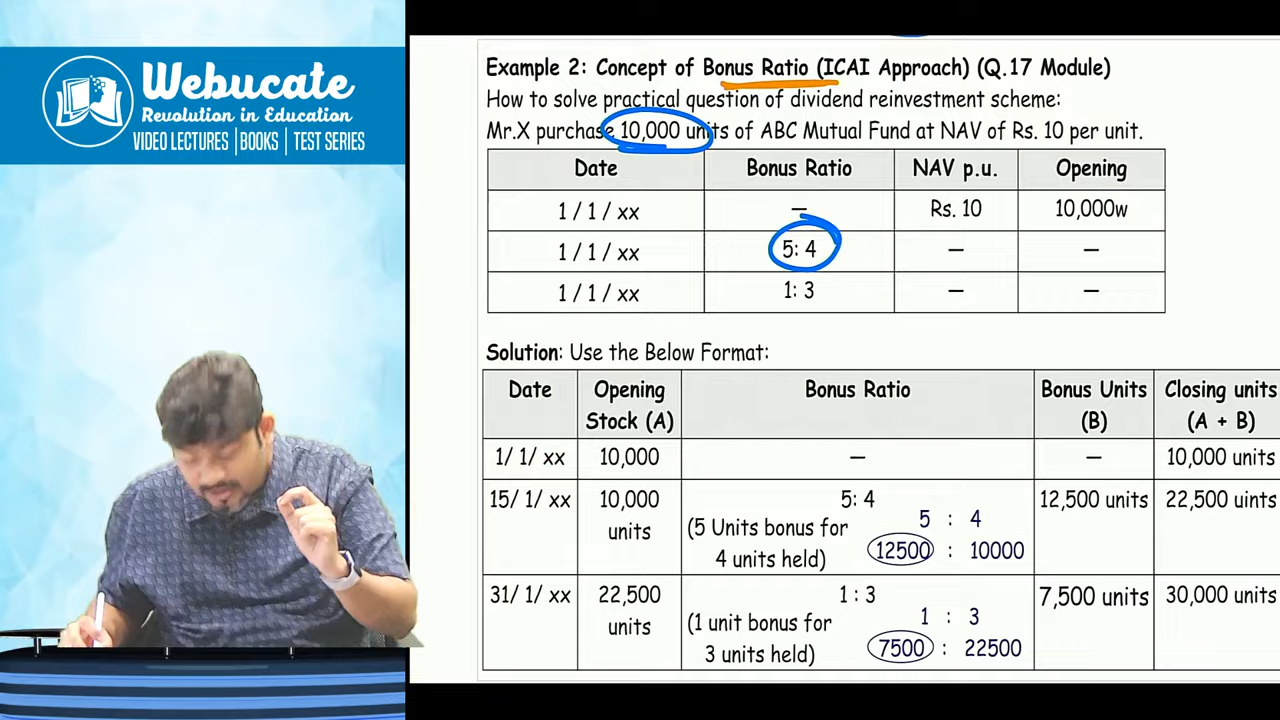 Webucate
Revolution in Education
VIDEO LECTURES | BOOKS | TEST SERIES
Example 2: Concept of Bonus Ratio (ICAI Approach) (Q.17 Module)
How to solve practical question of dividend reinvestment scheme:
Mr.X purchase 10,000 units of ABC Mutual Fund at NAV of Rs. 10 per unit.
Date Bonus Ratio NAV p.u. Opening
1 / 1 / xx — Rs. 10 10,000w
1 / 1 / xx 5: 4 — —
1 / 1 / xx 1: 3 — —
Solution: Use the Below Format:
Date Opening Bonus Ratio Bonus Units Closing units
Stock (A) (B) (A + B)
1/ 1/ xx 10,000 — — 10,000 units
15/ 1/ xx 10,000 5: 4 12,500 units 22,500 uints
units (5 Units bonus for 5 : 4
4 units held) 12500 : 10000
31/ 1/ xx 22,500 1 : 3 7,500 units 30,000 units
units (1 unit bonus for 1 : 3
3 units held) 7500 : 22500